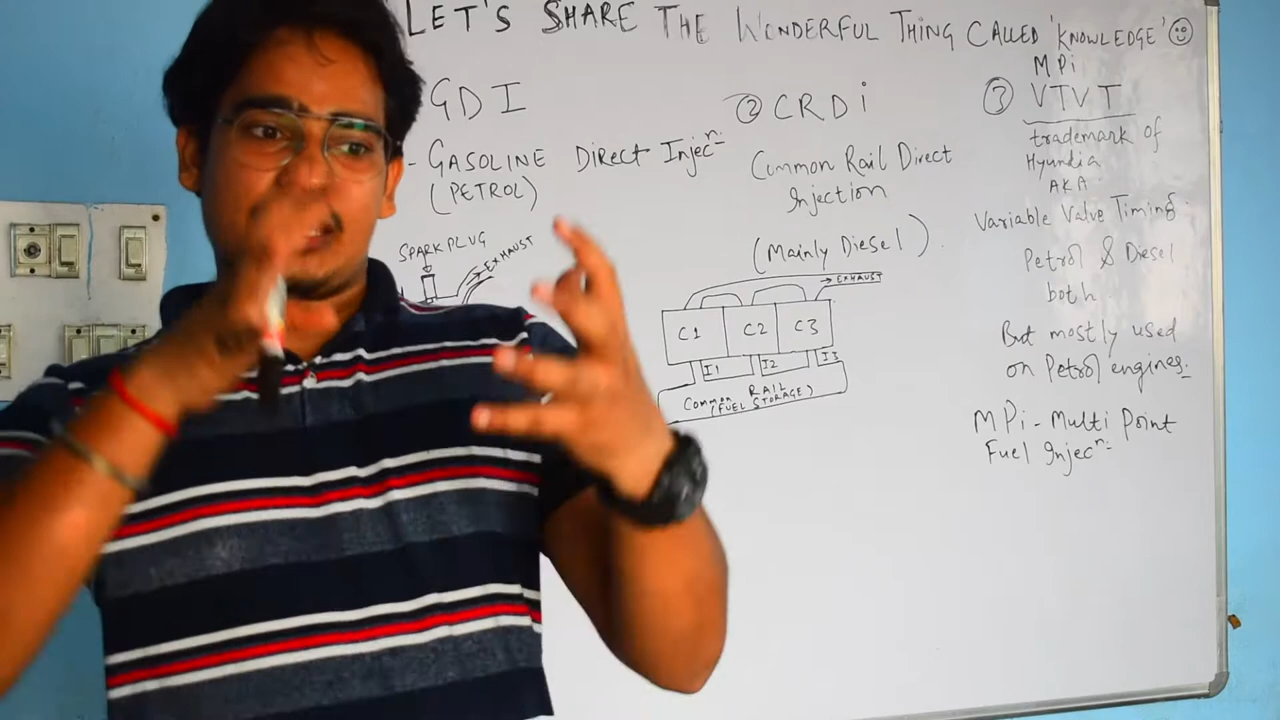 LET'S SHARE THE WONDERFUL THING CALLED 'KNOWLEDGE' ☺
GDI
- GASOLINE DIRECT INJECⁿ:
(PETROL)
SPARKPLUG
EXHAUST
② CRDi
Common Rail Direct
Injection
(Mainly Diesel).
EXHAUST
C1 C2 C3
I1 I2 I3
Common RAIL
(FUEL STORAGE)
MPi
③ VTVT
trademark of
Hyundia
AKA
Variable Value Timing
Petrol & Diesel
both
But mostly used
on Petrol engines.
MPi - Multi Point
Fuel Injecⁿ: